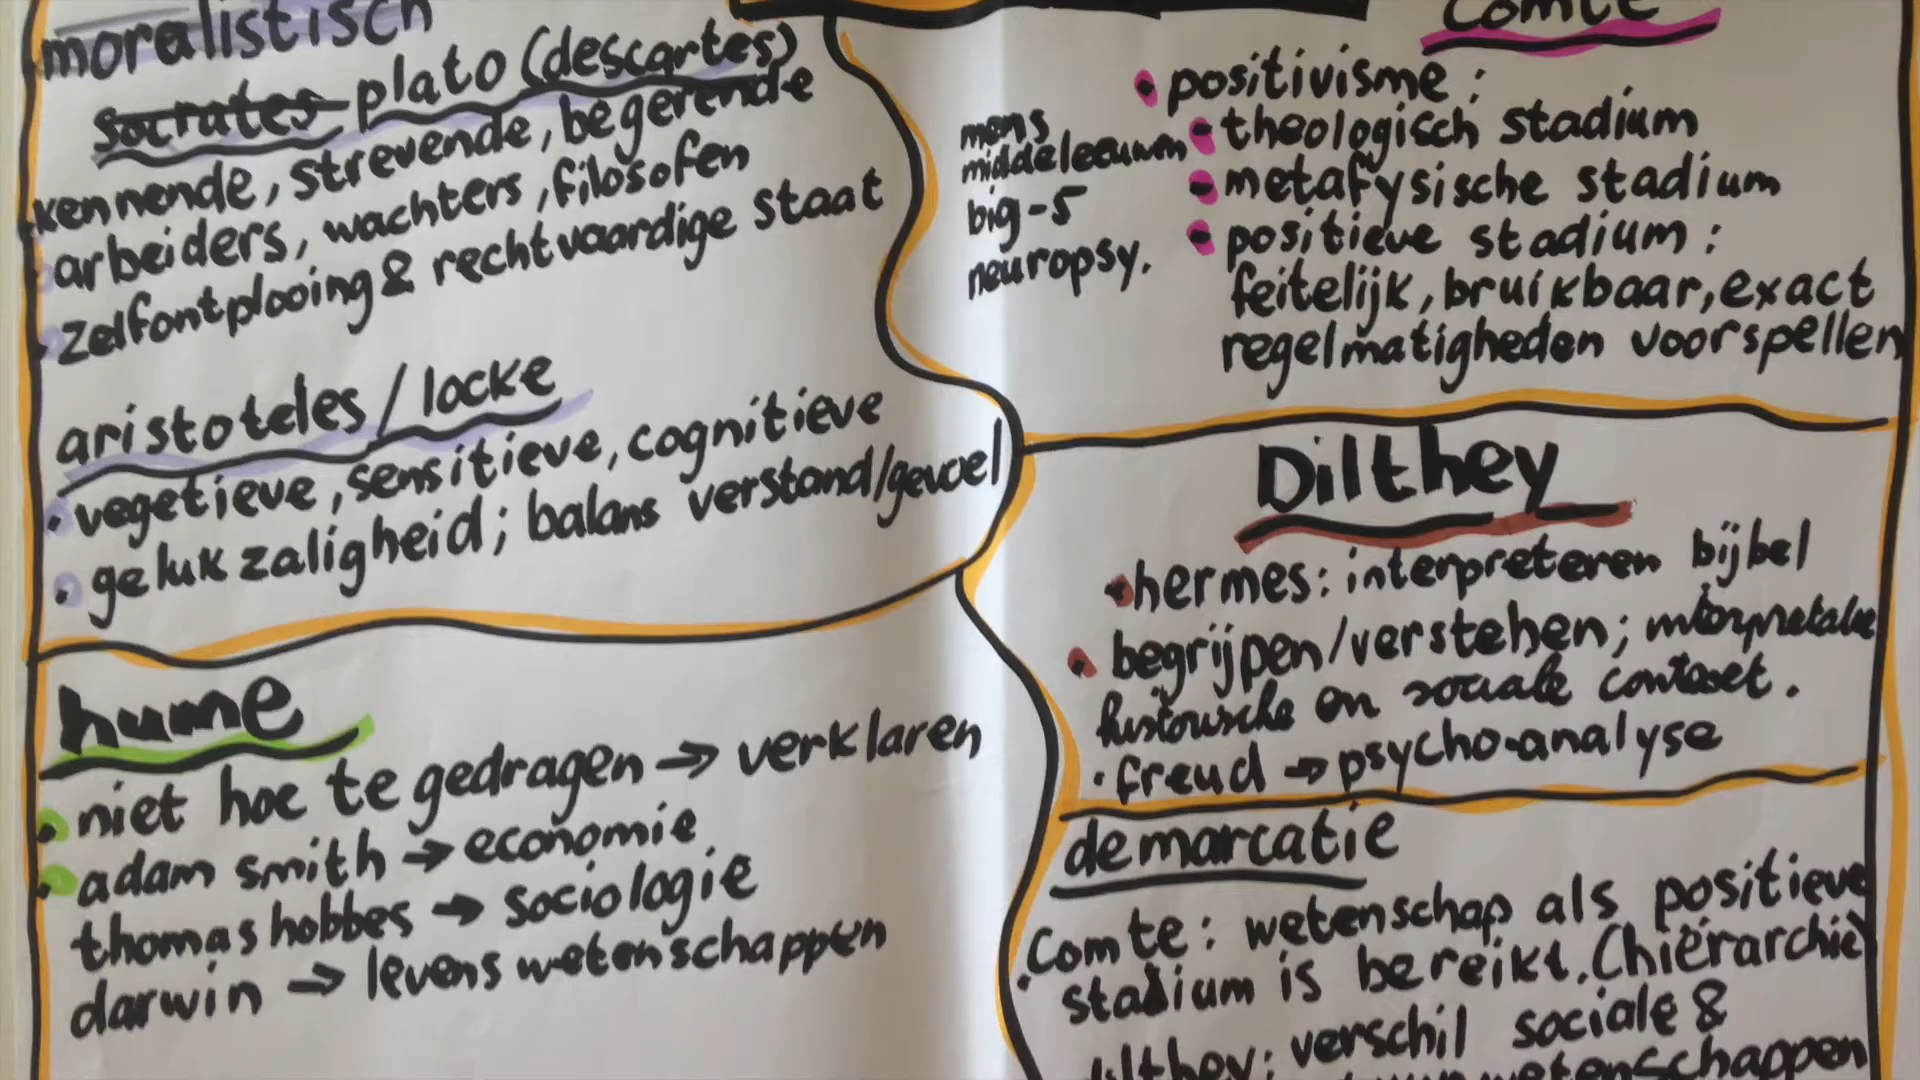 moralistisch
socrates plato (descartes)
kennende, strevende, begerende
arbeiders, wachters, filosofen
zelfontplooing & rechtvaardige staat
aristoteles / locke
• vegetieve, sensitieve, cognitieve
• gelukzaligheid; balans verstand/gevoel
hume
• niet hoe te gedragen → verklaren
• adam smith → economie
thomas hobbes → sociologie
darwin → levenswetenschappen
Comte
• positivisme :
• theologisch stadium
• metafysische stadium
• positieve stadium :
feitelijk, bruikbaar, exact
regelmatigheden voorspellen
mens
middeleeuwen
big-5
neuropsy.
Dilthey
• hermes: interpreteren bijbel
• begrijpen/verstehen;
historische en sociale context.
• freud → psycho-analyse
demarcatie
• Comte: wetenschap als positieve
stadium is bereikt. (hiërarchie)
dilthey: verschil sociale &
wetenschappen